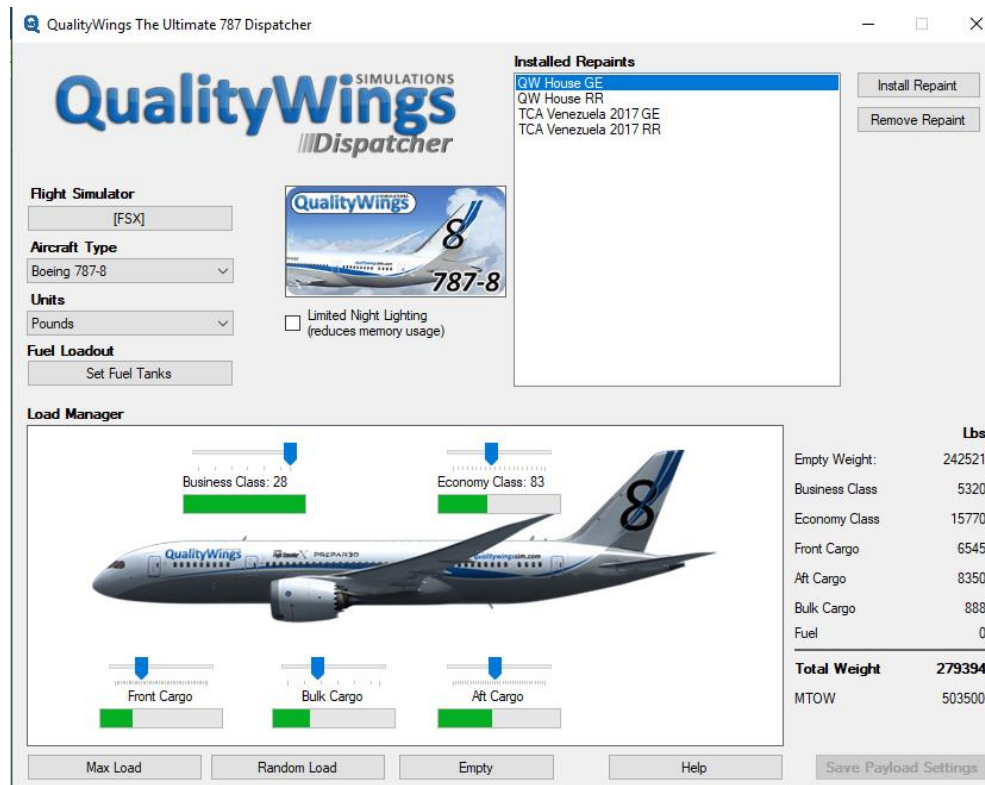 QualityWings The Ultimate 787 Dispatcher
QualityWings
SIMULATIONS
Dispatcher
Installed Repaints
QW House GE
QW House RR
TCA Venezuela 2017 GE
TCA Venezuela 2017 RR
Install Repaint
Remove Repaint
Flight Simulator
[FSX]
Aircraft Type
Boeing 787-8
Units
Pounds
Fuel Loadout
Set Fuel Tanks
QualityWings
SIMULATIONS
8
787-8
Limited Night Lighting
(reduces memory usage)
Load Manager
Business Class: 28
Economy Class: 83
8
QualityWings
PREPAR3D
qualitywingssim.com
Front Cargo
Bulk Cargo
Aft Cargo
Lbs
Empty Weight: 242521
Business Class 5320
Economy Class 15770
Front Cargo 6545
Aft Cargo 8350
Bulk Cargo 888
Fuel 0
Total Weight 279394
MTOW 503500
Max Load
Random Load
Empty
Help
Save Payload Settings